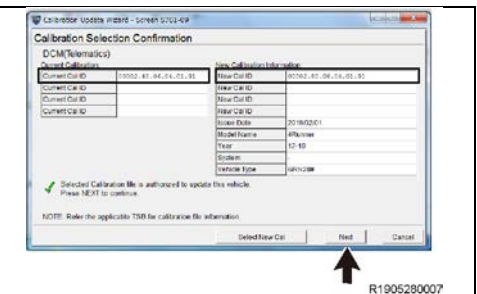 Calibration Update Wizard - Screen S701-09
Calibration Selection Confirmation
DCM(Telematics)
Current Calibration
New Calibration Information
Current Cal ID
New Cal ID
Current Cal ID
New Cal ID
Current Cal ID
New Cal ID
Current Cal ID
New Cal ID
Issue Date
2019/02/01
Model Name
4Runner
Year
12-19
System
-
Vehicle Type
Selected Calibration file is authorized to update this vehicle.
Press NEXT to continue.
NOTE: Refer the applicable TSB for calibration file information.
Select New Cal
Next
Cancel
R1905280007